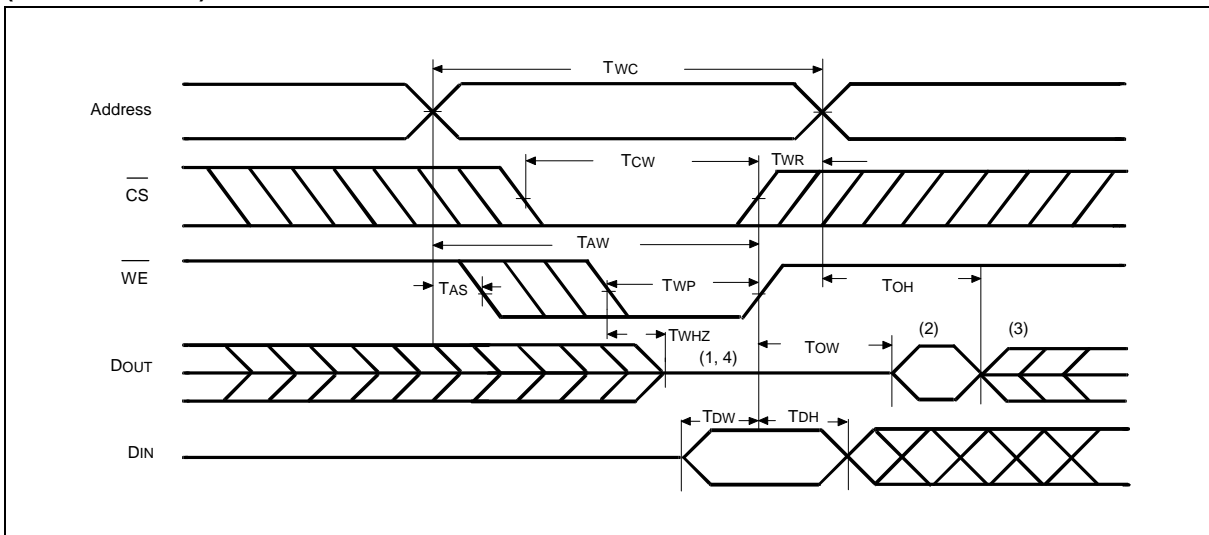 TWC
Address
TCW
TWR
CS
TAW
WE
TAS
TWP
TOH
TWHZ
(2)
(3)
DOUT
(1, 4)
TOW
TDW
TDH
DIN